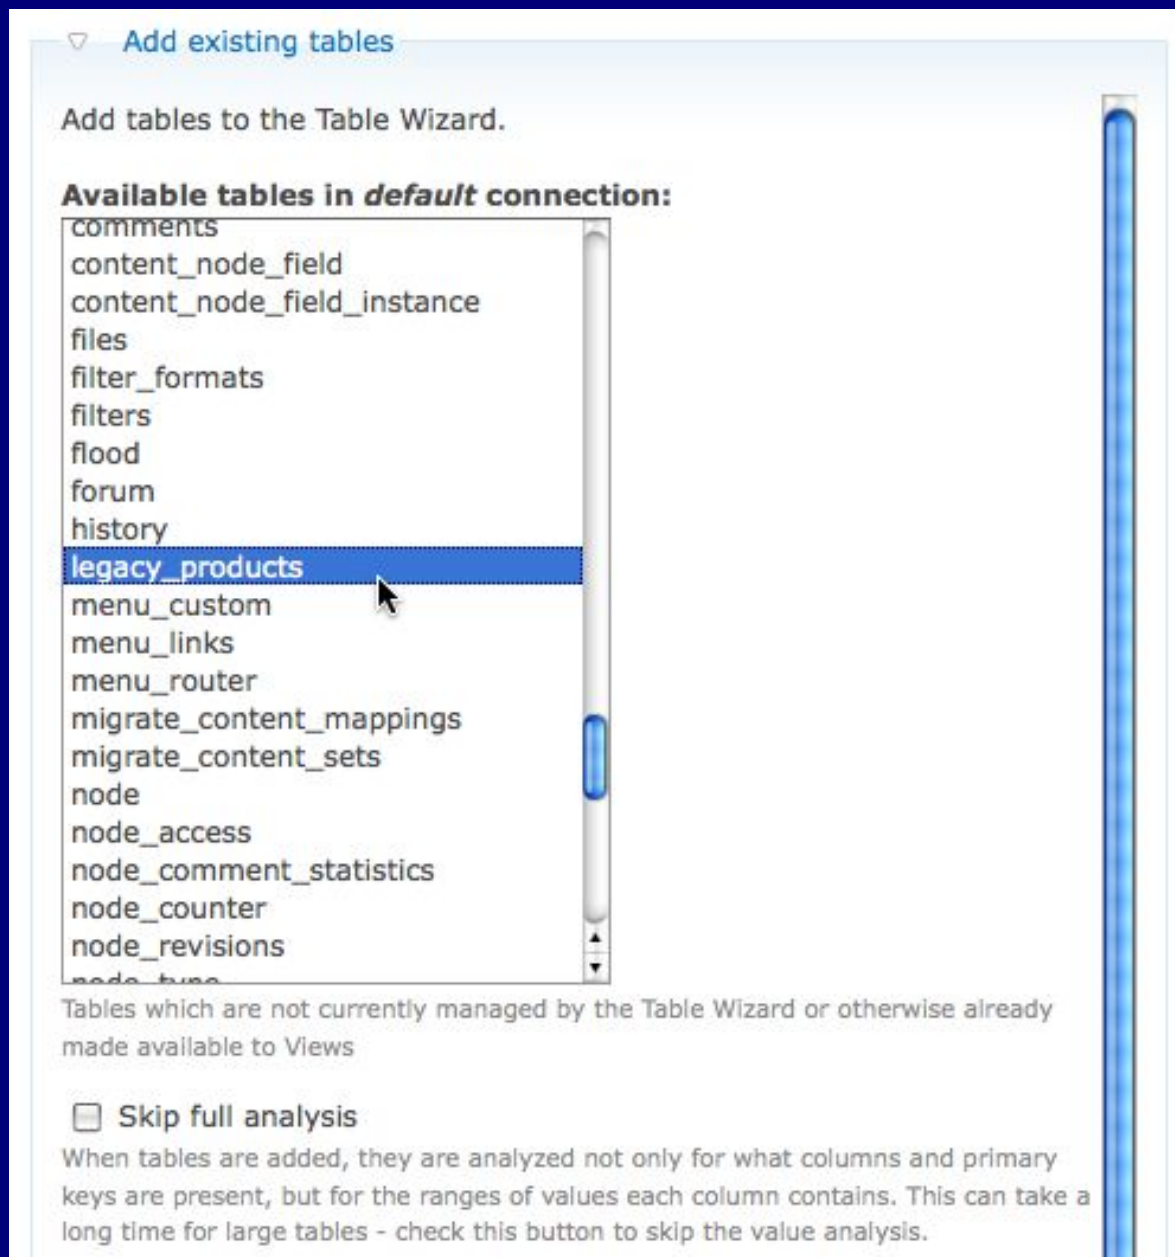 Add existing tables
Add tables to the Table Wizard.
Available tables in default connection:
comments
content_node_field
content_node_field_instance
files
filter_formats
filters
flood
forum
history
legacy_products
menu_custom
menu_links
menu_router
migrate_content_mappings
migrate_content_sets
node
node_access
node_comment_statistics
node_counter
node_revisions
node_type
Tables which are not currently managed by the Table Wizard or otherwise already
made available to Views
Skip full analysis
When tables are added, they are analyzed not only for what columns and primary
keys are present, but for the ranges of values each column contains. This can take a
long time for large tables - check this button to skip the value analysis.